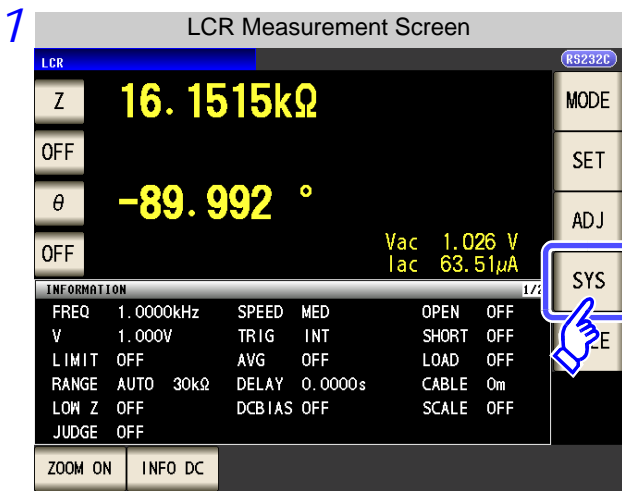 1
LCR Measurement Screen
LCR
RS232C
Z 16.1515kΩ
MODE
OFF
SET
θ -89.992 °
ADJ
OFF
Vac 1.026 V
Iac 63.51μA
SYS
INFORMATION
FREQ 1.0000kHz SPEED MED OPEN OFF
V 1.000V TRIG INT SHORT OFF
LIMIT OFF AVG OFF LOAD OFF
RANGE AUTO 30kΩ DELAY 0.0000s CABLE 0m
LOW Z OFF DCBIAS OFF SCALE OFF
JUDGE OFF
ZOOM ON INFO DC